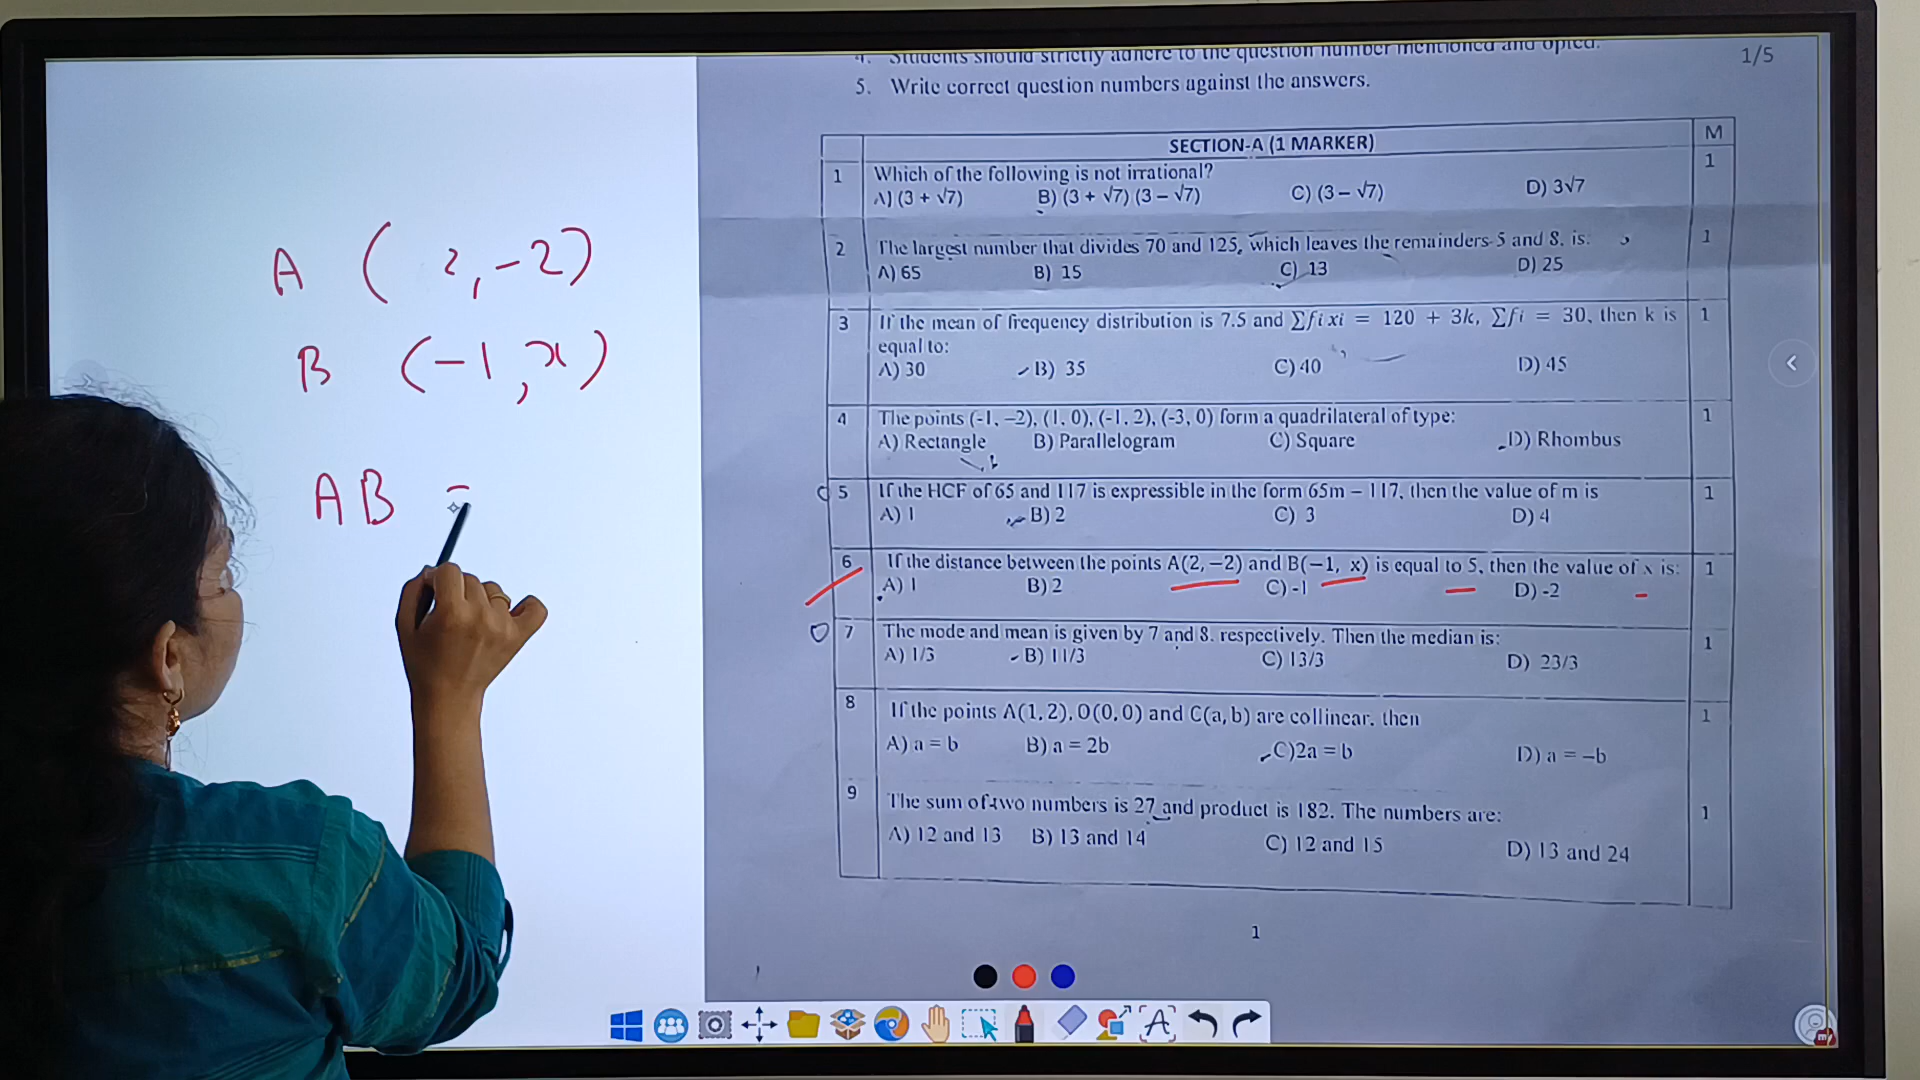 A ( 2, -2)
B (-1, x)
AB =
1/5
4. Students should strictly adhere to the question number mentioned and opted.
5. Write correct question numbers against the answers.
SECTION-A (1 MARKER) M
1 Which of the following is not irrational? 1
A) (3 + √7) B) (3 + √7) (3 – √7) C) (3 – √7) D) 3√7
2 The largest number that divides 70 and 125, which leaves the remainders 5 and 8, is: 1
A) 65 B) 15 C) 13 D) 25
3 If the mean of frequency distribution is 7.5 and ∑fixi = 120 + 3k, ∑fi = 30, then k is 1
equal to:
A) 30 B) 35 C) 40 D) 45
4 The points (-1, –2), (1, 0), (-1, 2), (-3, 0) form a quadrilateral of type: 1
A) Rectangle B) Parallelogram C) Square D) Rhombus
5 If the HCF of 65 and 117 is expressible in the form 65m – 117, then the value of m is 1
A) 1 B) 2 C) 3 D) 4
6 If the distance between the points A(2, –2) and B(–1, x) is equal to 5, then the value of x is: 1
A) 1 B) 2 C) -1 D) -2
7 The mode and mean is given by 7 and 8, respectively. Then the median is: 1
A) 1/3 B) 11/3 C) 13/3 D) 23/3
8 If the points A(1, 2), O(0, 0) and C(a, b) are collinear, then 1
A) a = b B) a = 2b C) 2a = b D) a = –b
9 The sum of two numbers is 27 and product is 182. The numbers are: 1
A) 12 and 13 B) 13 and 14 C) 12 and 15 D) 13 and 24
1